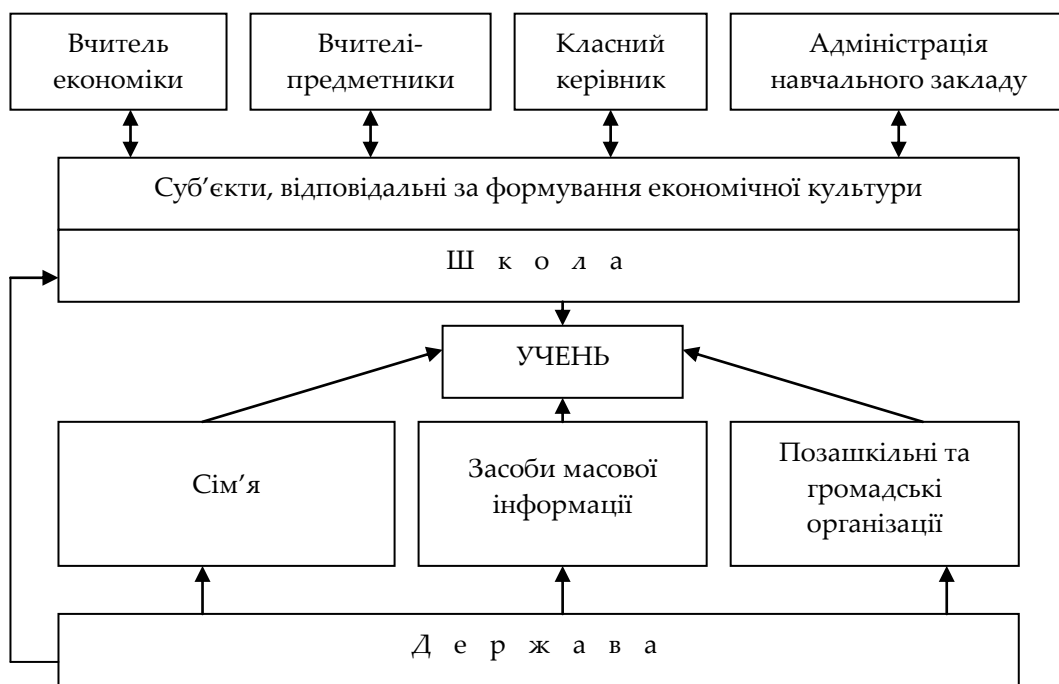 Вчитель
економіки
Вчителі-
предметники
Класний
керівник
Адміністрація
навчального закладу
Суб’єкти, відповідальні за формування економічної культури
Ш к о л а
УЧЕНЬ
Сім’я
Засоби масової
інформації
Позашкільні та
громадські
організації
Д е р ж а в а